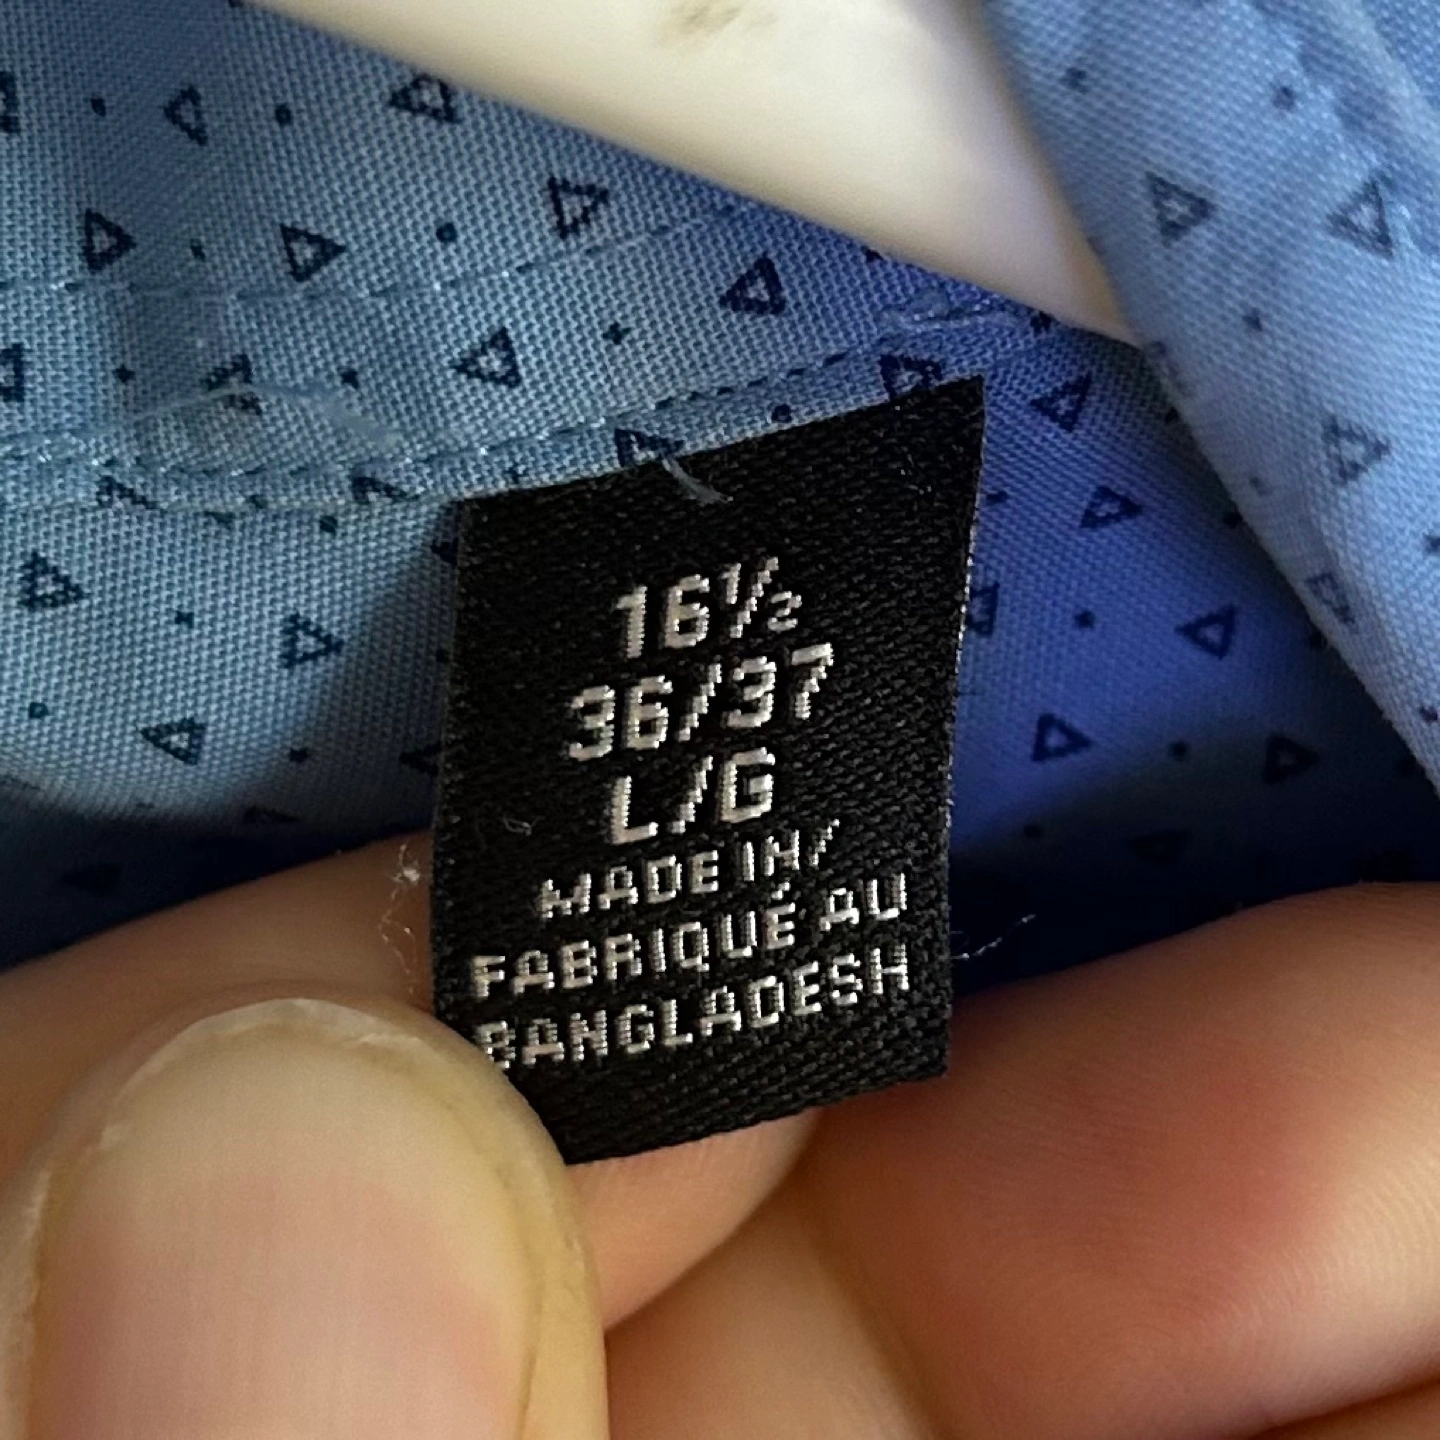 16½
36/37
L/G
MADE IN/
FABRIQUÉ AU
BANGLADESH